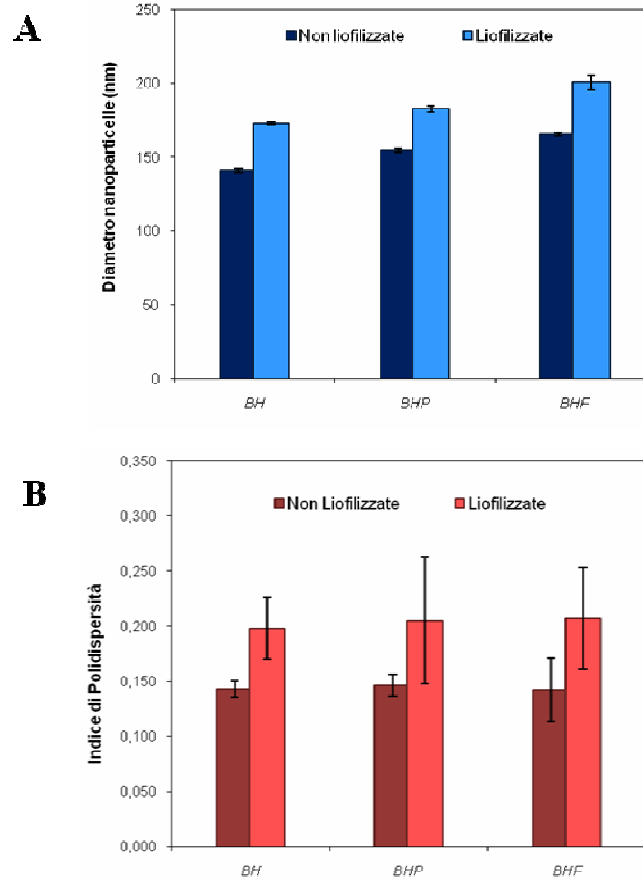 A
250
200
150
100
50
0
Diametro nanoparticelle (nm)
Non liofilizzate
Liofilizzate
BH
BHP
BHF
B
0,350
0,300
0,250
0,200
0,150
0,100
0,050
0,000
Indice di Polidispersità
Non Liofilizzate
Liofilizzate
BH
BHP
BHF